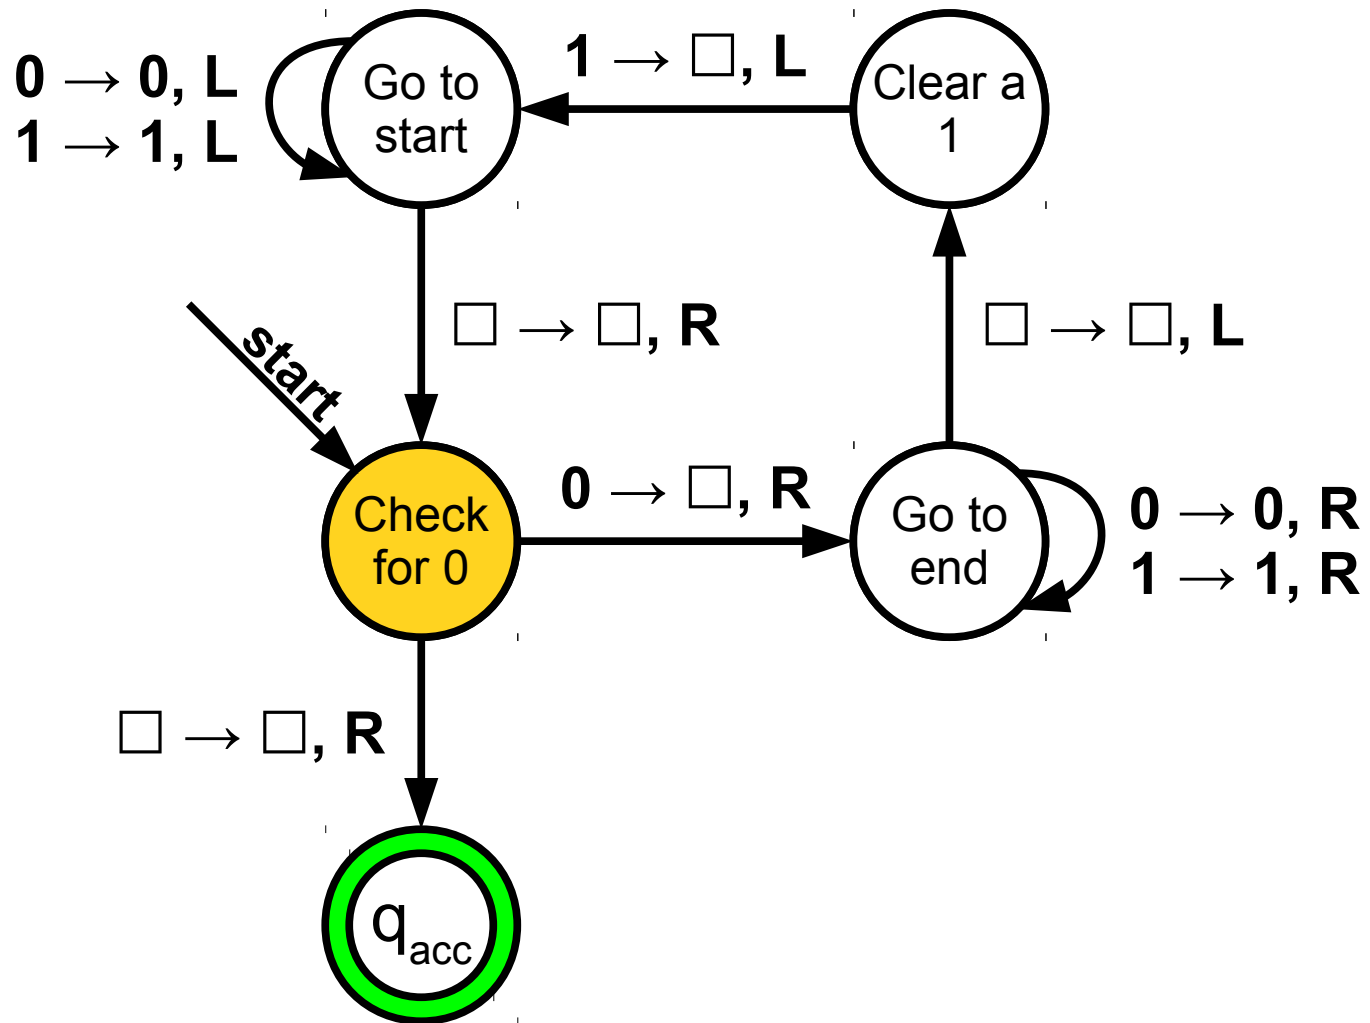 0 → 0, L
1 → 1, L
Go to
start
1 → □, L
Clear a
1
□ → □, R
□ → □, L
start
Check
for 0
0 → □, R
Go to
end
0 → 0, R
1 → 1, R
□ → □, R
qacc